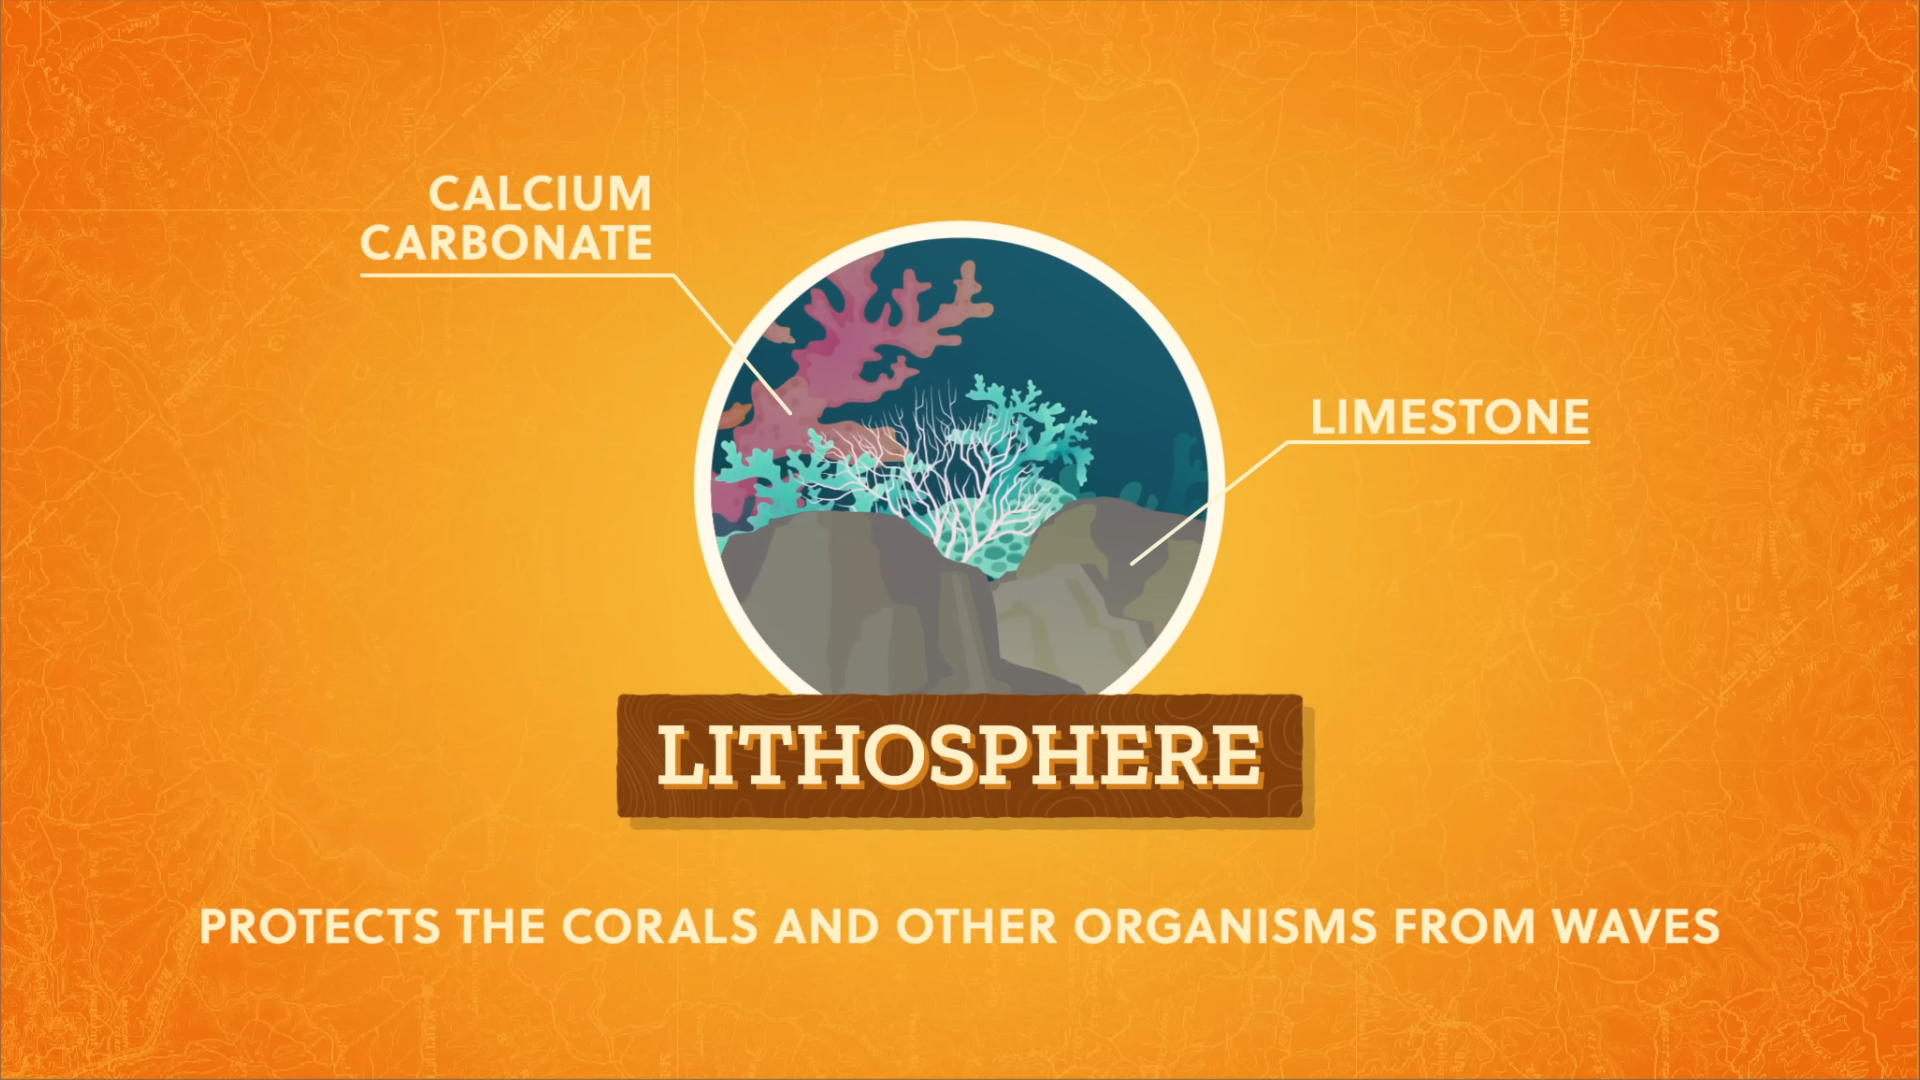 CALCIUM
CARBONATE
LIMESTONE
LITHOSPHERE
PROTECTS THE CORALS AND OTHER ORGANISMS FROM WAVES